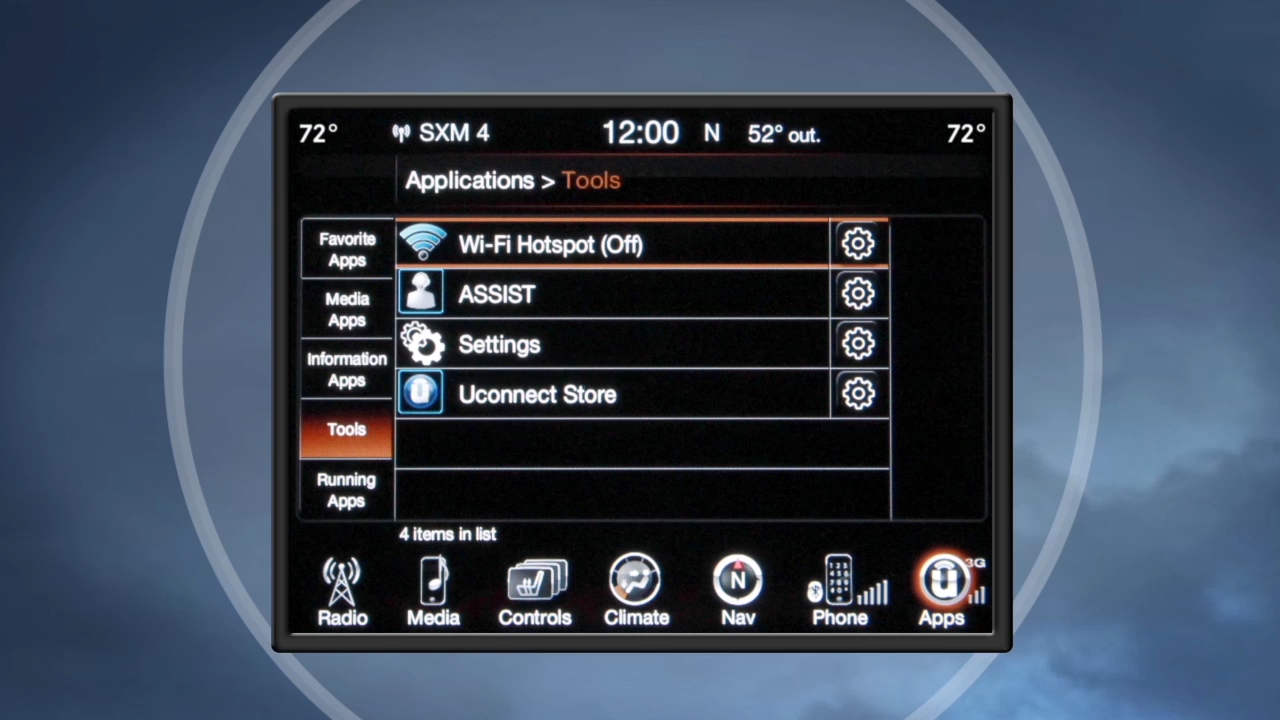 72° SXM 4 12:00 N 52° out. 72°
Applications > Tools
Favorite
Apps
Media
Apps
Information
Apps
Tools
Running
Apps
Wi-Fi Hotspot (Off)
ASSIST
Settings
Uconnect Store
4 items in list
N
3G
Radio Media Controls Climate Nav Phone Apps